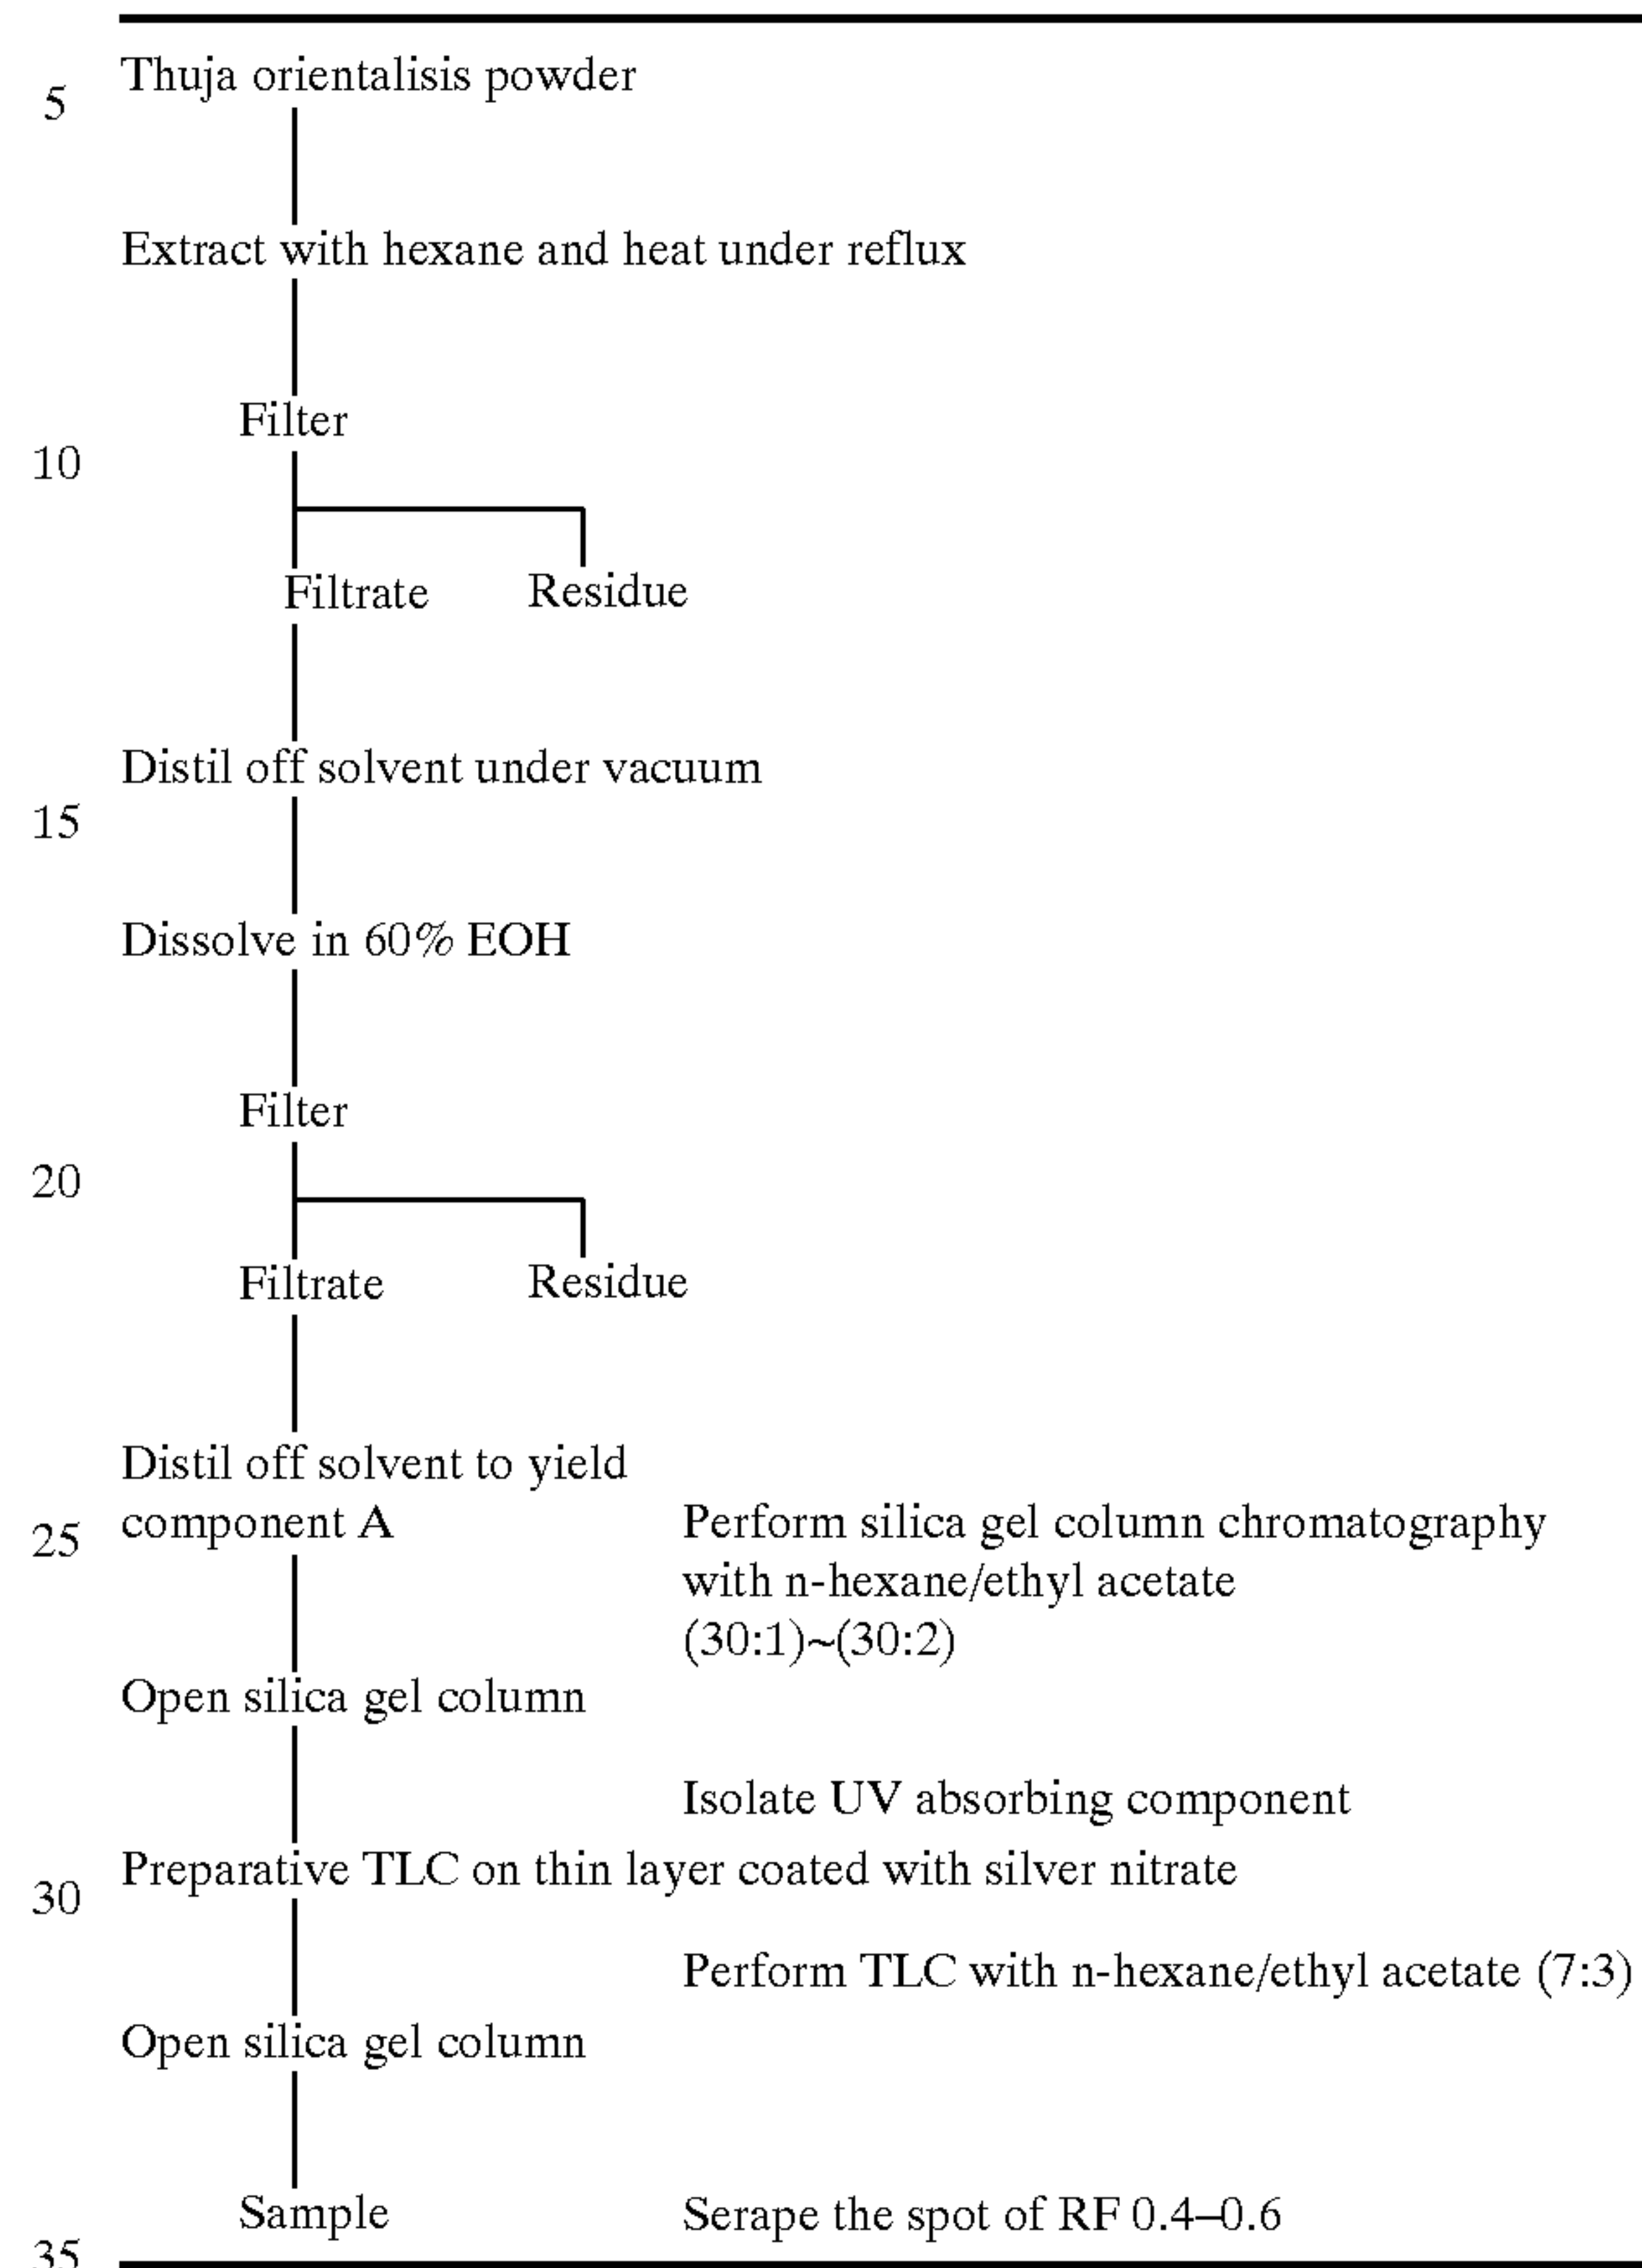 5
Thuja orientalisis powder
Extract with hexane and heat under reflux
Filter
10
Filtrate Residue
Distil off solvent under vacuum
15
Dissolve in 60% EOH
Filter
20
Filtrate Residue
Distil off solvent to yield
25
component A
Perform silica gel column chromatography
with n-hexane/ethyl acetate
(30:1)~(30:2)
Open silica gel column
Isolate UV absorbing component
Preparative TLC on thin layer coated with silver nitrate
30
Perform TLC with n-hexane/ethyl acetate (7:3)
Open silica gel column
Sample Serape the spot of RF 0.4–0.6
35